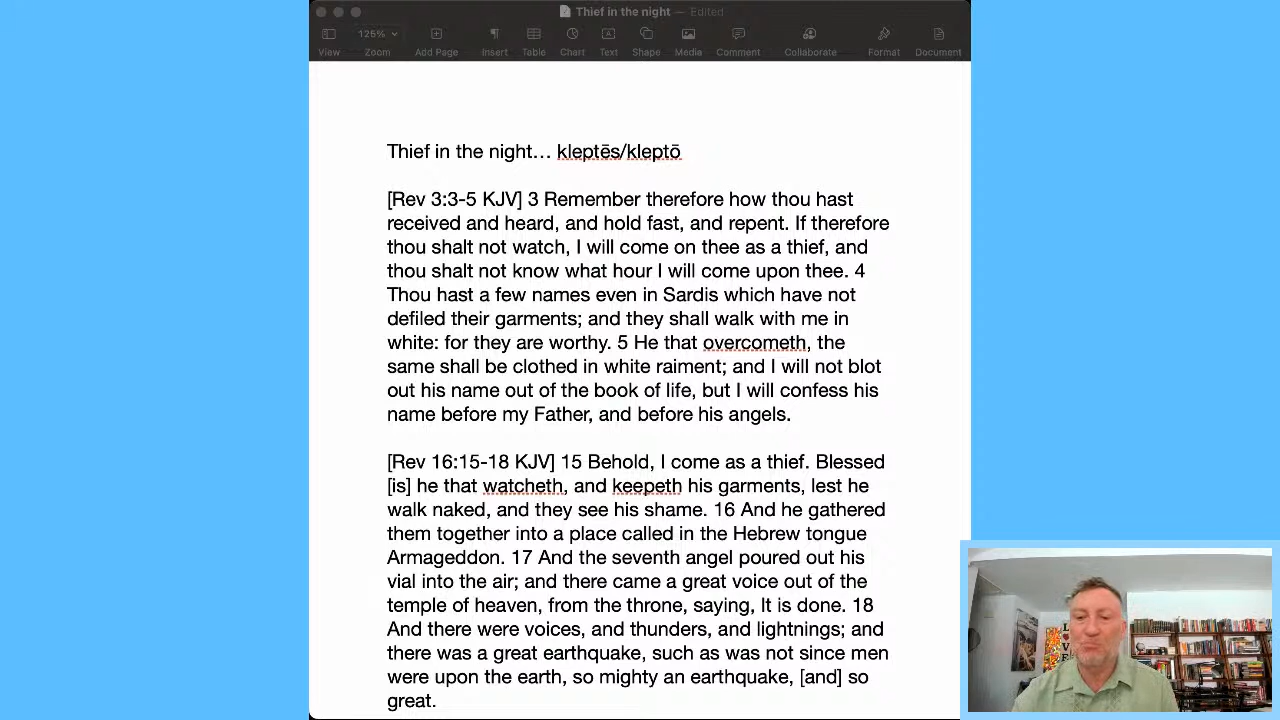 Thief in the night — Edited
125%
View Zoom Add Page Insert Table Chart Text Shape Media Comment Collaborate Format Document
Thief in the night… kleptēs/kleptō
[Rev 3:3-5 KJV] 3 Remember therefore how thou hast
received and heard, and hold fast, and repent. If therefore
thou shalt not watch, I will come on thee as a thief, and
thou shalt not know what hour I will come upon thee. 4
Thou hast a few names even in Sardis which have not
defiled their garments; and they shall walk with me in
white: for they are worthy. 5 He that overcometh, the
same shall be clothed in white raiment; and I will not blot
out his name out of the book of life, but I will confess his
name before my Father, and before his angels.
[Rev 16:15-18 KJV] 15 Behold, I come as a thief. Blessed
[is] he that watcheth, and keepeth his garments, lest he
walk naked, and they see his shame. 16 And he gathered
them together into a place called in the Hebrew tongue
Armageddon. 17 And the seventh angel poured out his
vial into the air; and there came a great voice out of the
temple of heaven, from the throne, saying, It is done. 18
And there were voices, and thunders, and lightnings; and
there was a great earthquake, such as was not since men
were upon the earth, so mighty an earthquake, [and] so
great.